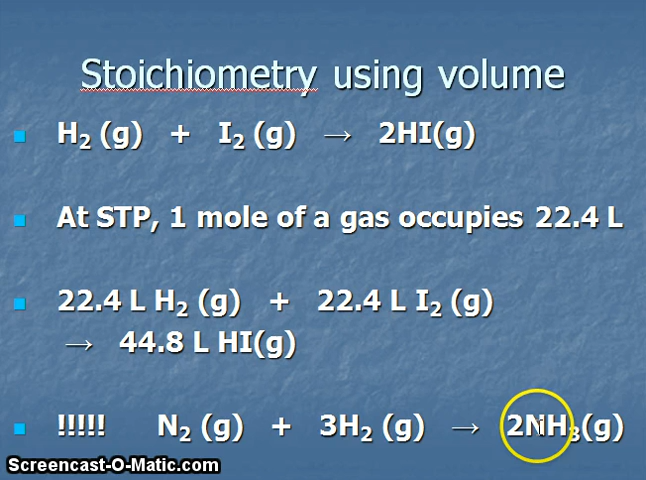 Stoichiometry using volume
H₂ (g) + I₂ (g) → 2HI(g)
At STP, 1 mole of a gas occupies 22.4 L
22.4 L H₂ (g) + 22.4 L I₂ (g)
→ 44.8 L HI(g)
!!!!! N₂ (g) + 3H₂ (g) → 2NH₃(g)
Screencast-O-Matic.com